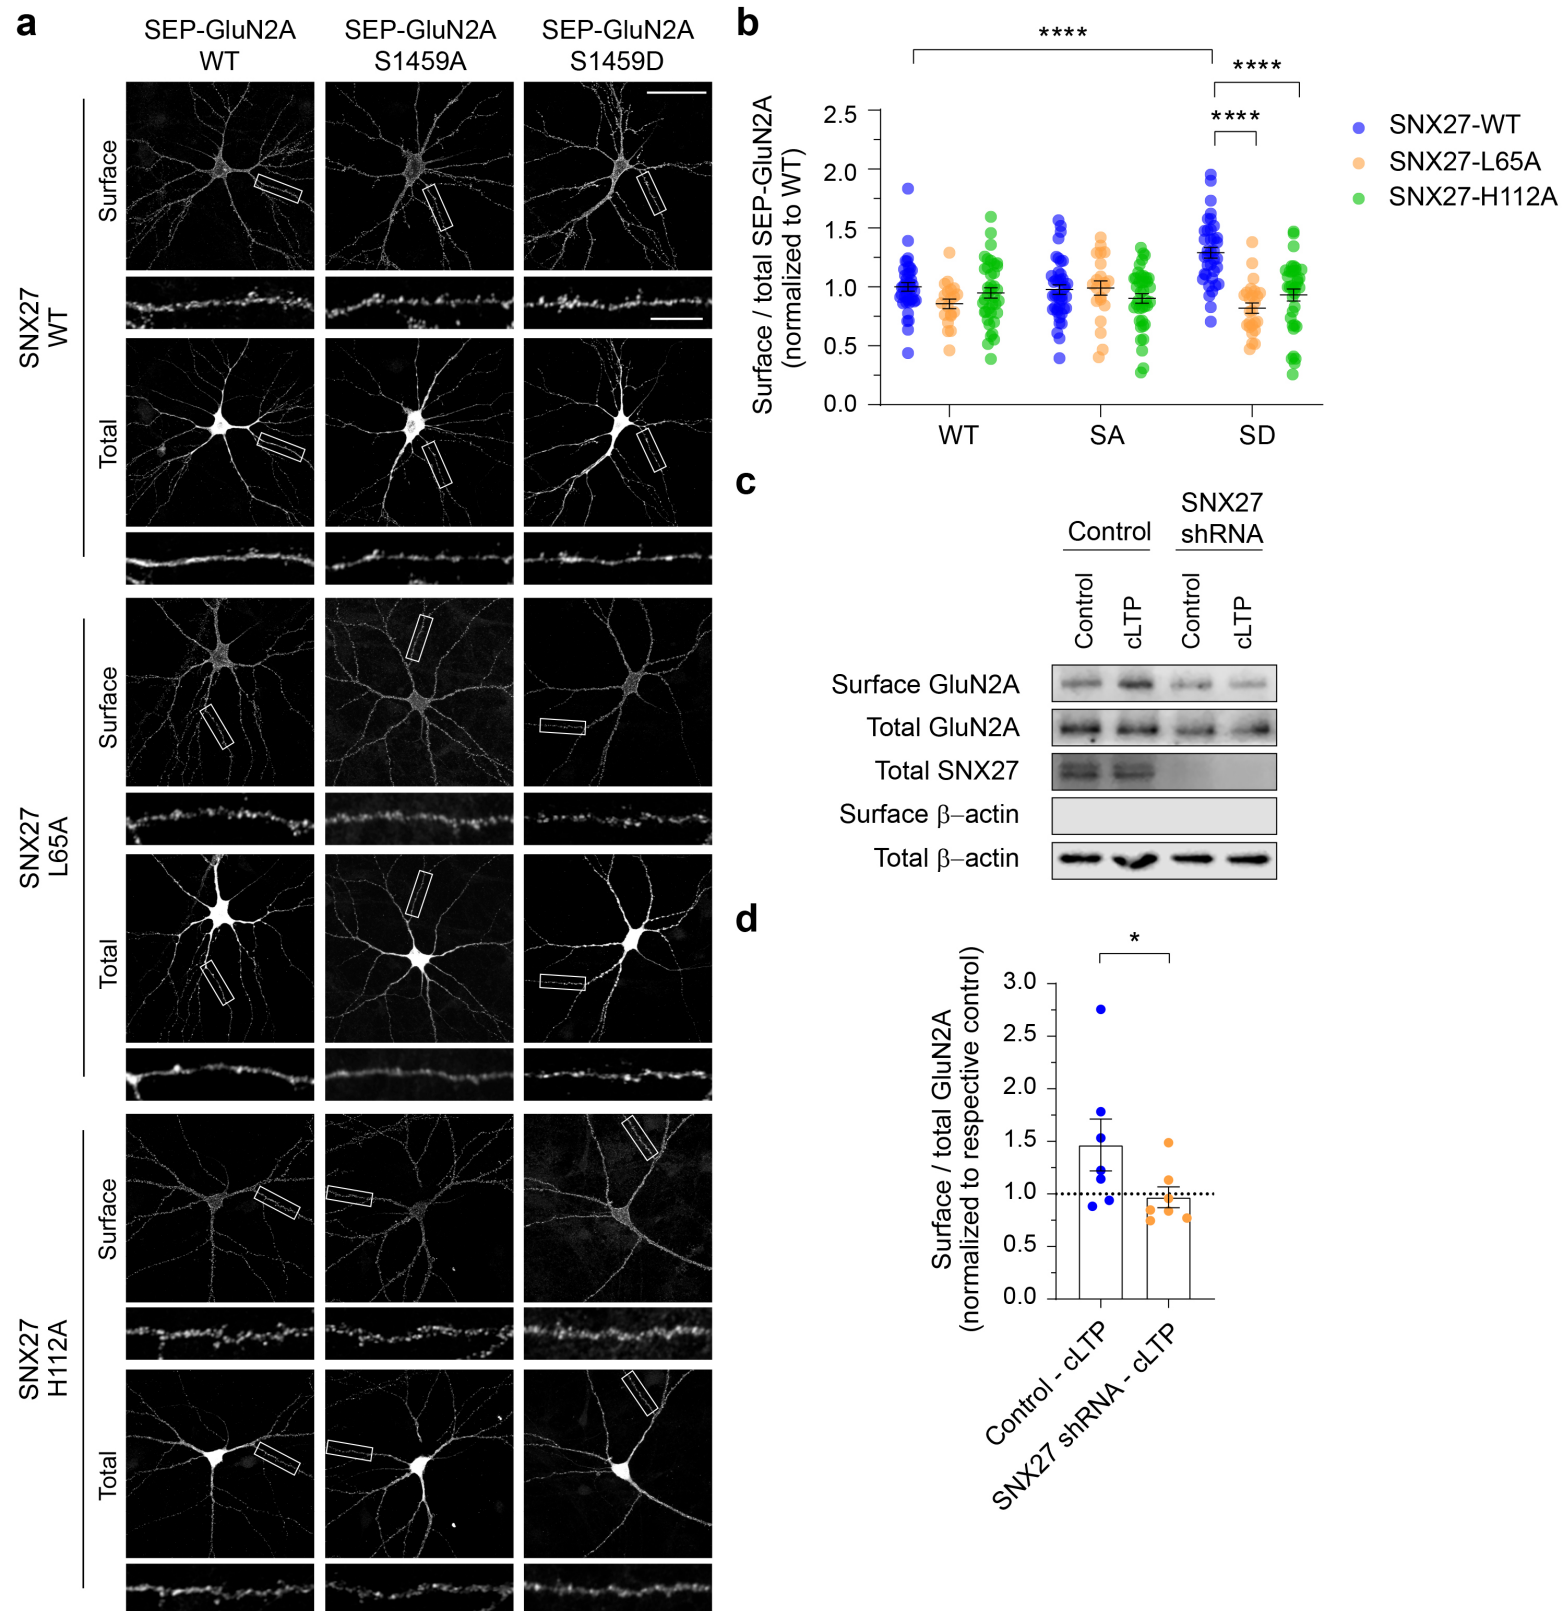 a
SEP-GluN2A
WT
SEP-GluN2A
S1459A
SEP-GluN2A
S1459D
SNX27
WT
Surface
Total
SNX27
L65A
Surface
Total
SNX27
H112A
Surface
Total
b
****
****
****
Surface / total SEP-GluN2A
(normalized to WT)
2.5
2.0
1.5
1.0
0.5
0.0
WT
SA
SD
SNX27-WT
SNX27-L65A
SNX27-H112A
c
Control
SNX27
shRNA
Control
cLTP
Control
cLTP
Surface GluN2A
Total GluN2A
Total SNX27
Surface β–actin
Total β–actin
d
*
Surface / total GluN2A
(normalized to respective control)
3.0
2.5
2.0
1.5
1.0
0.5
0.0
Control - cLTP
SNX27 shRNA - cLTP